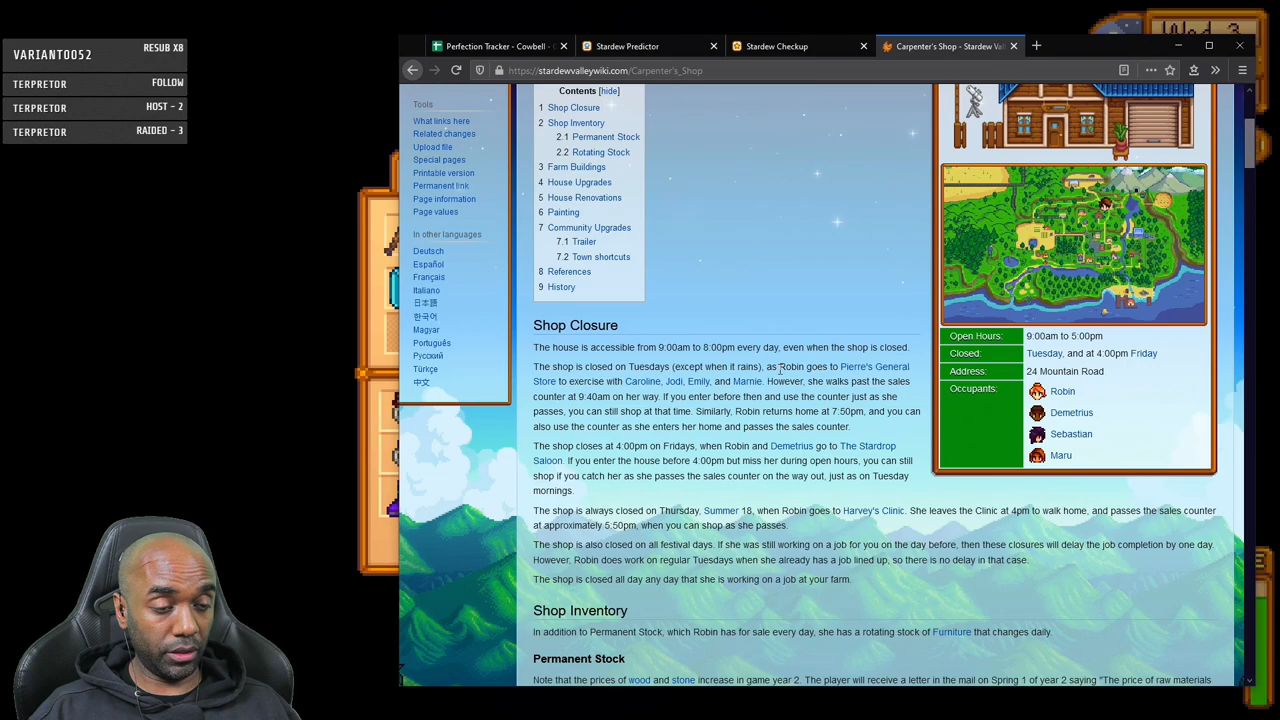 VARIANT0052 RESUB X8
TERPRETOR FOLLOW
TERPRETOR HOST - 2
TERPRETOR RAIDED - 3
Wed. 3
Perfection Tracker - Cowbell -
Stardew Predictor
Stardew Checkup
Carpenter's Shop - Stardew Val
https://stardewvalleywiki.com/Carpenter's_Shop
Tools
What links here
Related changes
Upload file
Special pages
Printable version
Permanent link
Page information
Page values
In other languages
Deutsch
Español
Français
Italiano
日本語
한국어
Magyar
Português
Русский
Türkçe
中文
Contents [hide]
1 Shop Closure
2 Shop Inventory
2.1 Permanent Stock
2.2 Rotating Stock
3 Farm Buildings
4 House Upgrades
5 House Renovations
6 Painting
7 Community Upgrades
7.1 Trailer
7.2 Town shortcuts
8 References
9 History
Shop Closure
The house is accessible from 9:00am to 8:00pm every day, even when the shop is closed.
The shop is closed on Tuesdays (except when it rains), as Robin goes to Pierre's General
Store to exercise with Caroline, Jodi, Emily, and Marnie. However, she walks past the sales
counter at 9:40am on her way. If you enter before then and use the counter just as she
passes, you can still shop at that time. Similarly, Robin returns home at 7:50pm, and you can
also use the counter as she enters her home and passes the sales counter.
The shop closes at 4:00pm on Fridays, when Robin and Demetrius go to The Stardrop
Saloon. If you enter the house before 4:00pm but miss her during open hours, you can still
shop if you catch her as she passes the sales counter on the way out, just as on Tuesday
mornings.
The shop is always closed on Thursday, Summer 18, when Robin goes to Harvey's Clinic. She leaves the Clinic at 4pm to walk home, and passes the sales counter
at approximately 5:50pm, when you can shop as she passes.
The shop is also closed on all festival days. If she was still working on a job for you on the day before, then these closures will delay the job completion by one day.
However, Robin does work on regular Tuesdays when she already has a job lined up, so there is no delay in that case.
The shop is closed all day any day that she is working on a job at your farm.
Open Hours: 9:00am to 5:00pm
Closed: Tuesday, and at 4:00pm Friday
Address: 24 Mountain Road
Occupants: Robin
Demetrius
Sebastian
Maru
Shop Inventory
In addition to Permanent Stock, which Robin has for sale every day, she has a rotating stock of Furniture that changes daily.
Permanent Stock
Note that the prices of wood and stone increase in game year 2. The player will receive a letter in the mail on Spring 1 of year 2 saying "The price of raw materials